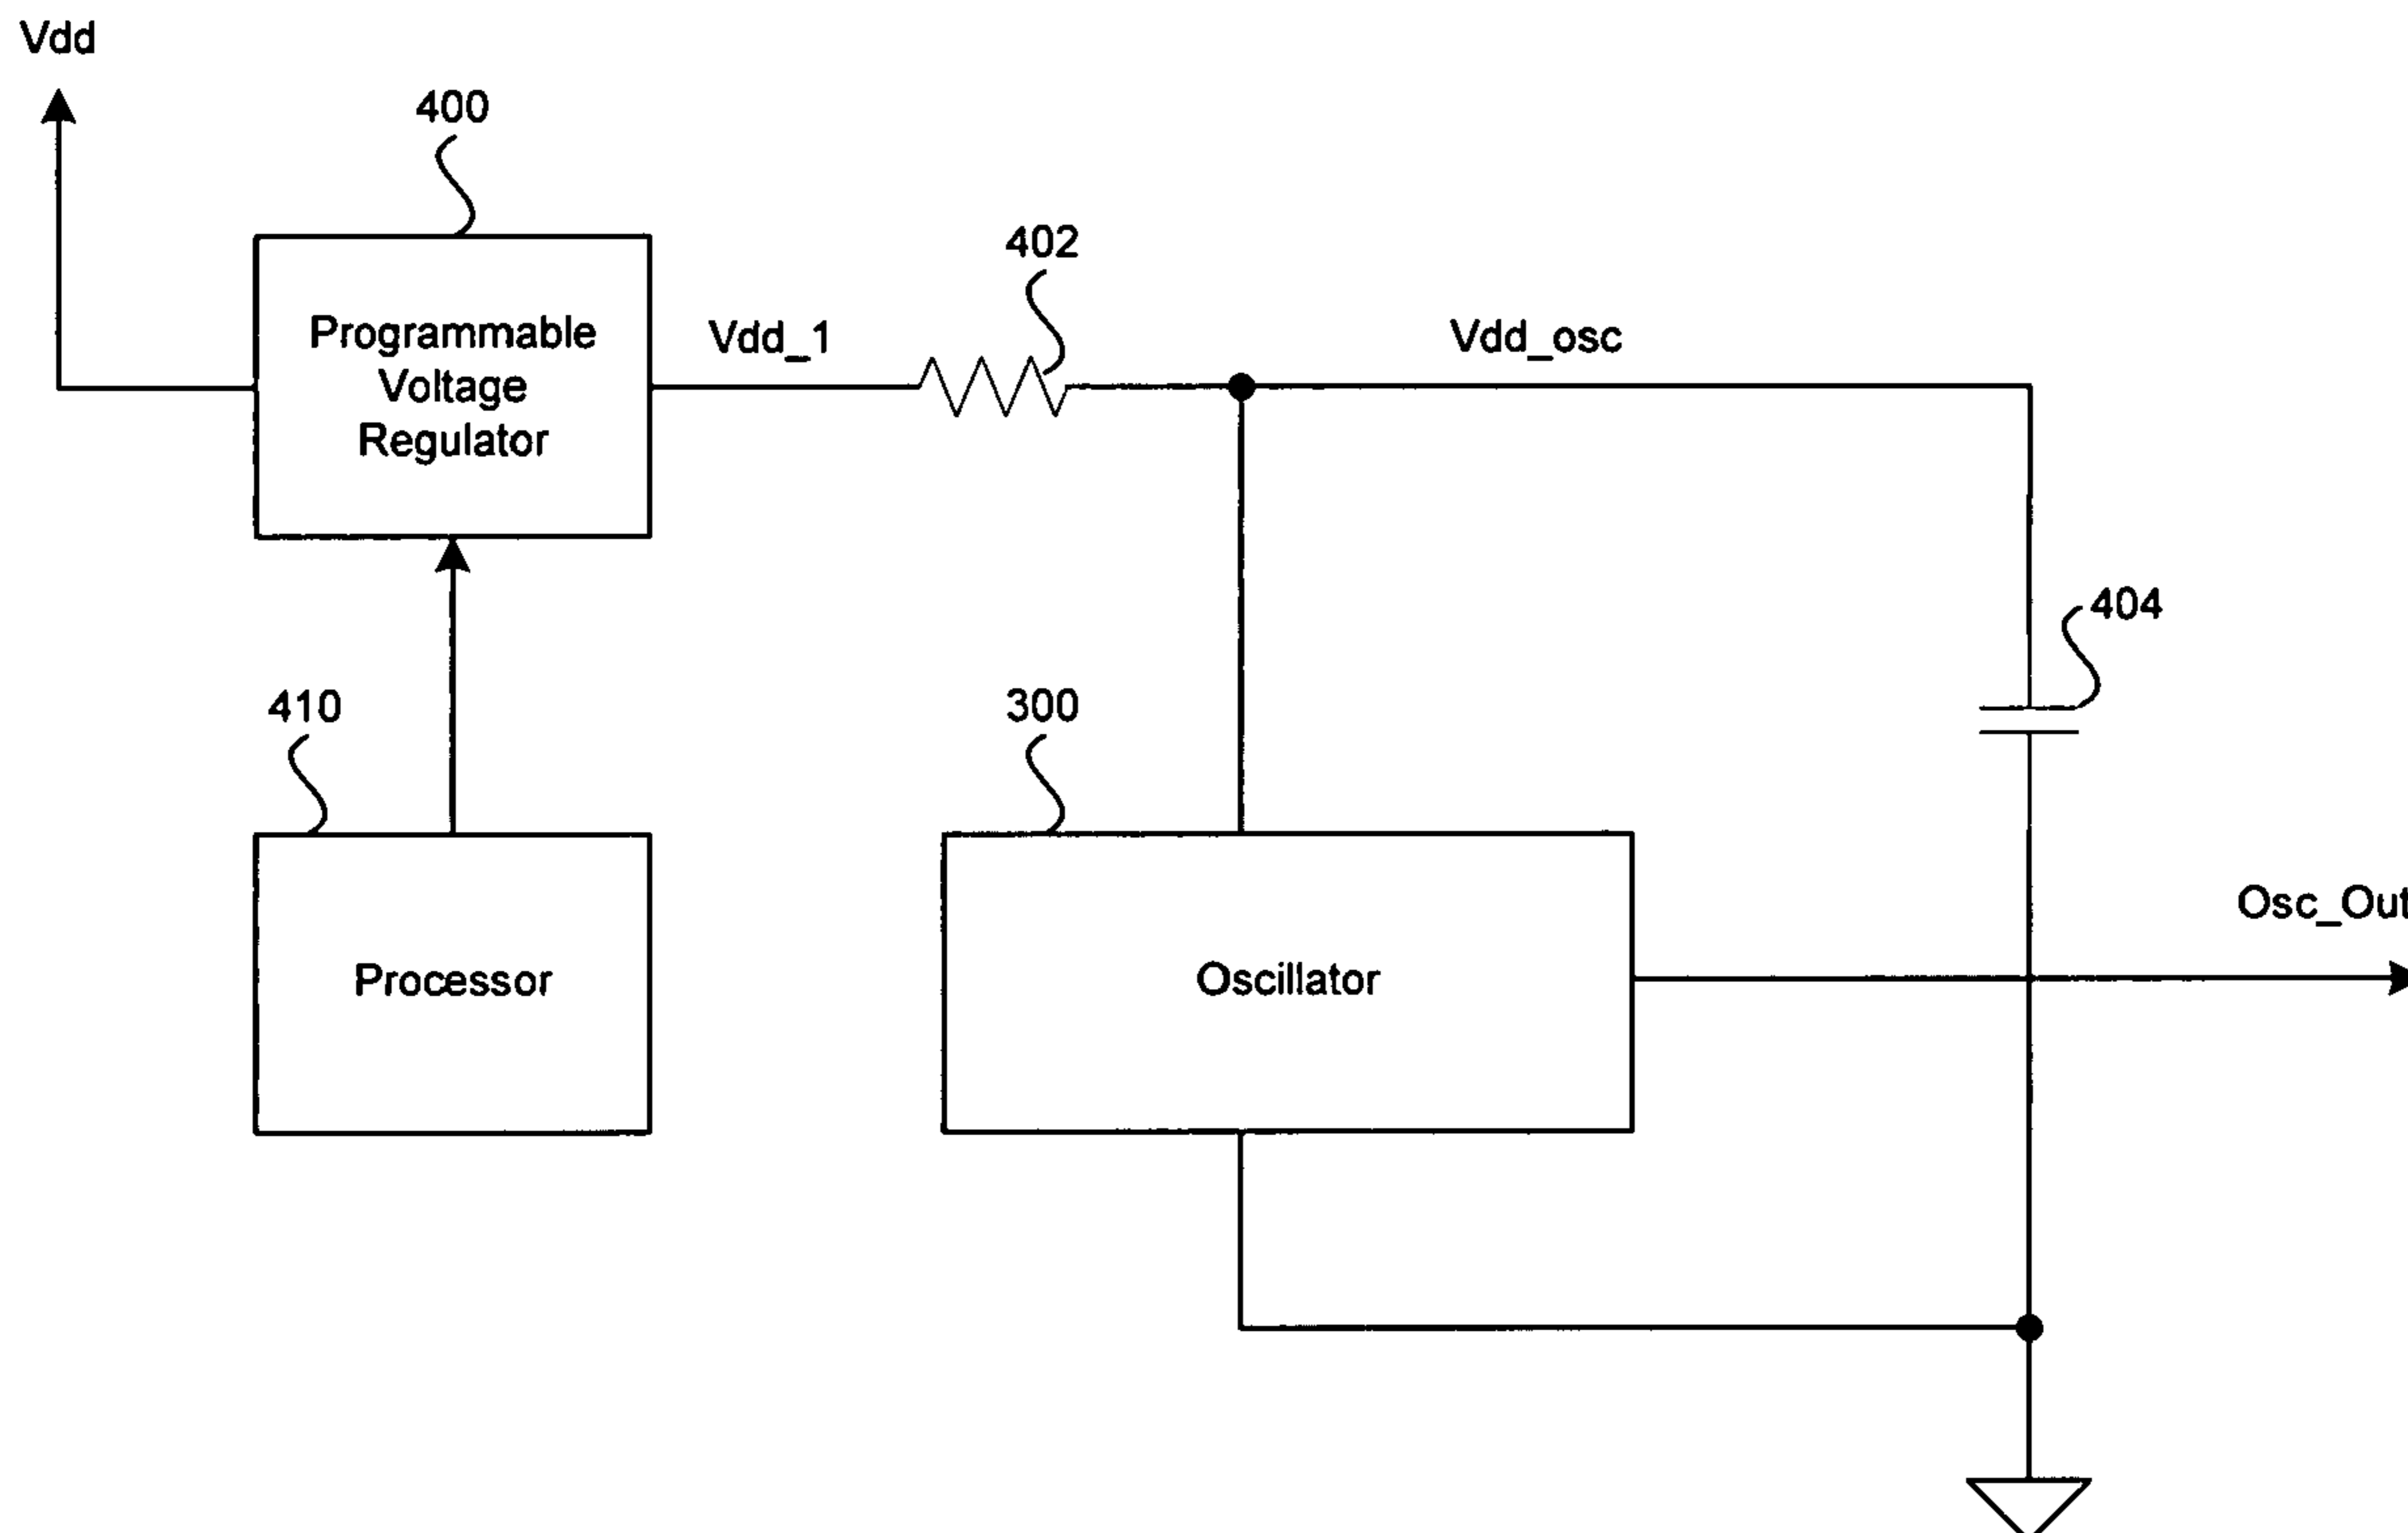 Vdd
400
402
Programmable
Voltage
Regulator
Vdd_1
Vdd_osc
404
410
300
Osc_Out
Processor
Oscillator